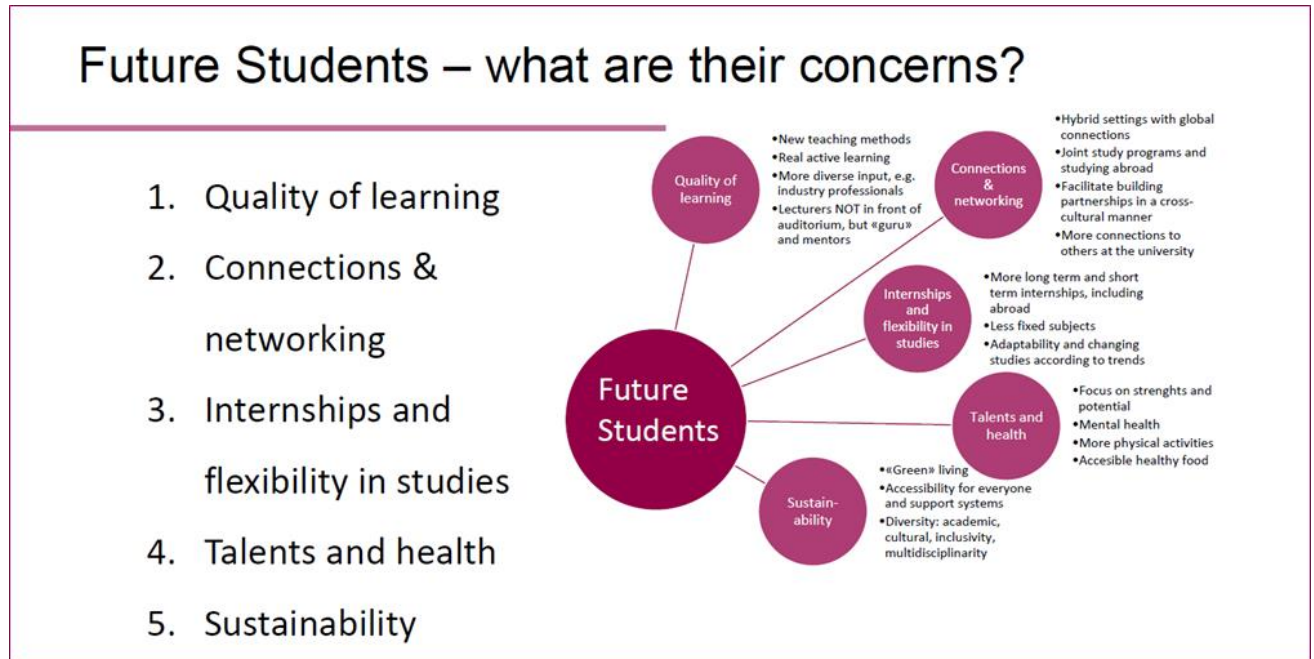 Future Students – what are their concerns?
1. Quality of learning
2. Connections &
networking
3. Internships and
flexibility in studies
4. Talents and health
5. Sustainability
Future
Students
Quality of
learning
•New teaching methods
•Real active learning
•More diverse input, e.g.
industry professionals
•Lecturers NOT in front of
auditorium, but «guru»
and mentors
Connections
&
networking
•Hybrid settings with global
connections
•Joint study programs and
studying abroad
•Facilitate building
partnerships in a cross-
cultural manner
•More connections to
others at the university
Internships
and
flexibility in
studies
•More long term and short
term internships, including
abroad
•Less fixed subjects
•Adaptability and changing
studies according to trends
Talents and
health
•Focus on strenghts and
potential
•Mental health
•More physical activities
•Accesible healthy food
Sustain-
ability
•«Green» living
•Accessibility for everyone
and support systems
•Diversity: academic,
cultural, inclusivity,
multidisciplinarity